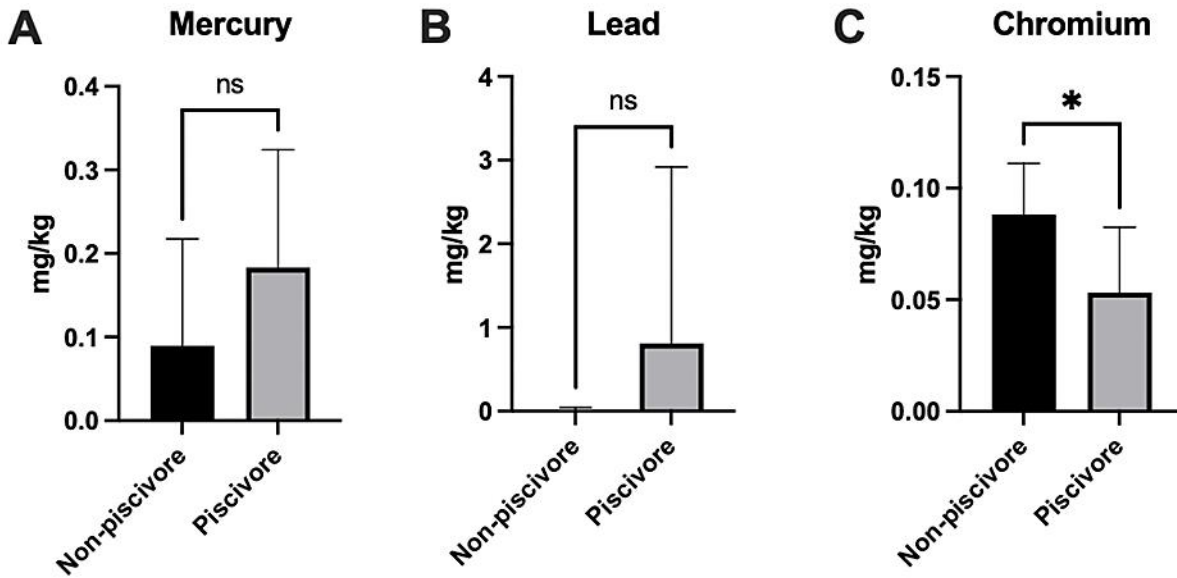 A Mercury
mg/kg
0.4
0.3
0.2
0.1
0.0
ns
Non-piscivore
Piscivore
B Lead
mg/kg
4
3
2
1
0
ns
Non-piscivore
Piscivore
C Chromium
mg/kg
0.15
0.10
0.05
0.00
*
Non-piscivore
Piscivore